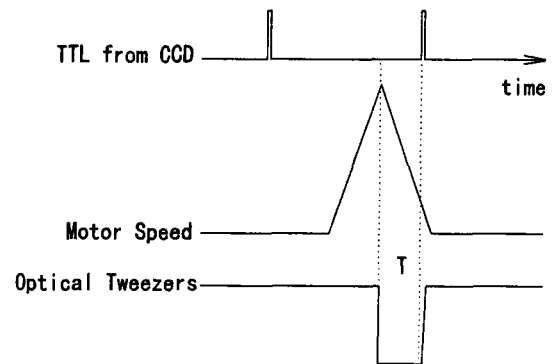 TTL from CCD
time
Motor Speed
T
Optical Tweezers